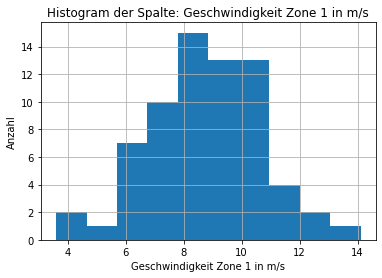 Histogram der Spalte: Geschwindigkeit Zone 1 in m/s
14
12
10
8
6
4
2
0
Anzahl
4 6 8 10 12 14
Geschwindigkeit Zone 1 in m/s